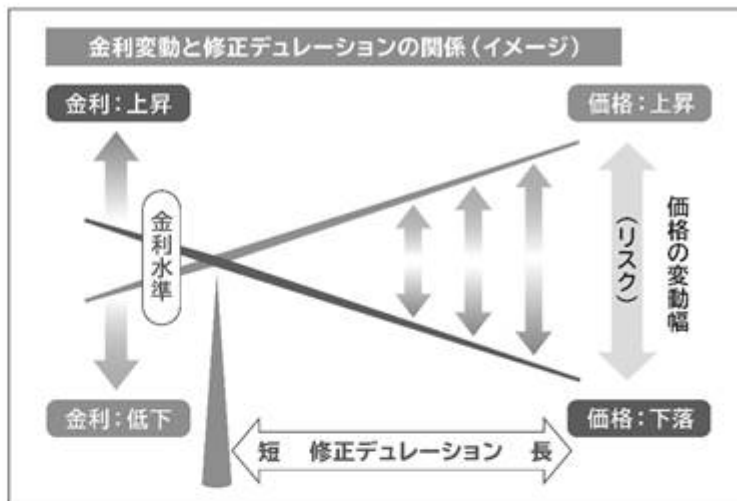 金利変動と修正デュレーションの関係（イメージ）
金利：上昇
価格：上昇
金利水準
価格の変動幅
（リスク）
金利：低下
価格：下落
短 修正デュレーション 長